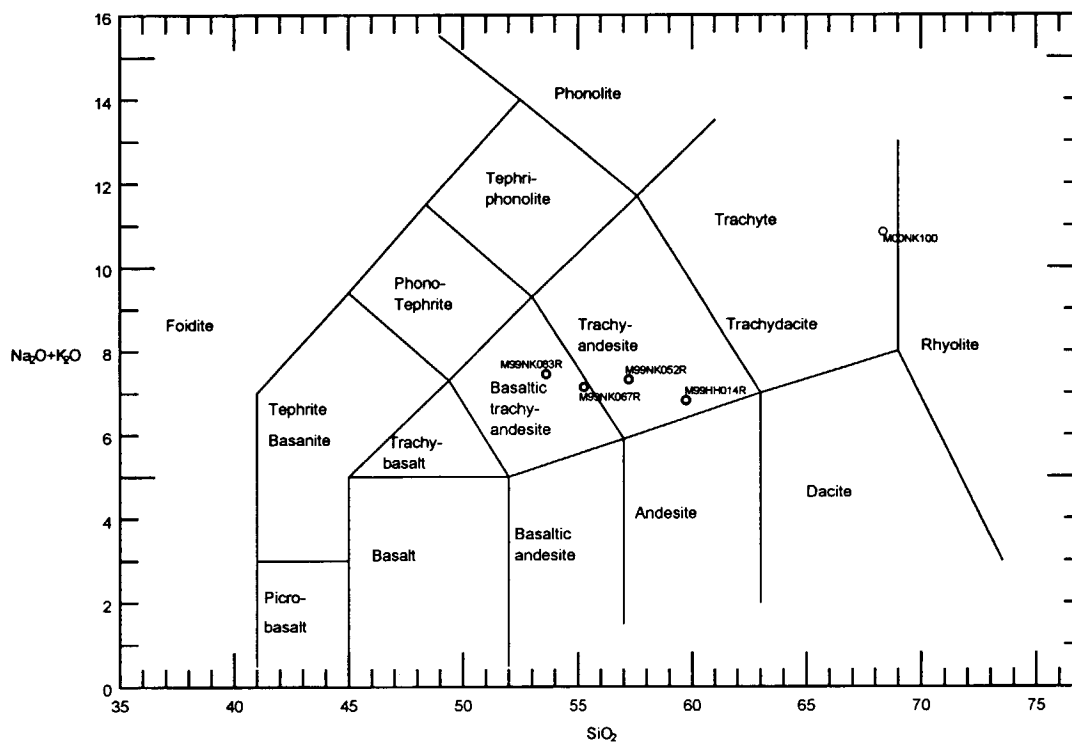 16
14
12
10
8
6
4
2
0
Na₂O+K₂O
35
40
45
50
55
60
65
70
75
SiO₂
Phonolite
Tephri-
phonolite
Trachyte
M00NK100
Phono-
Tephrite
Foidite
Trachy-
andesite
Trachydacite
Rhyolite
M99NK083R
M99NK052R
M99NK067R
M99HH014R
Basaltic
trachy-
andesite
Tephrite
Basanite
Trachy-
basalt
Dacite
Andesite
Basaltic
andesite
Basalt
Picro-
basalt